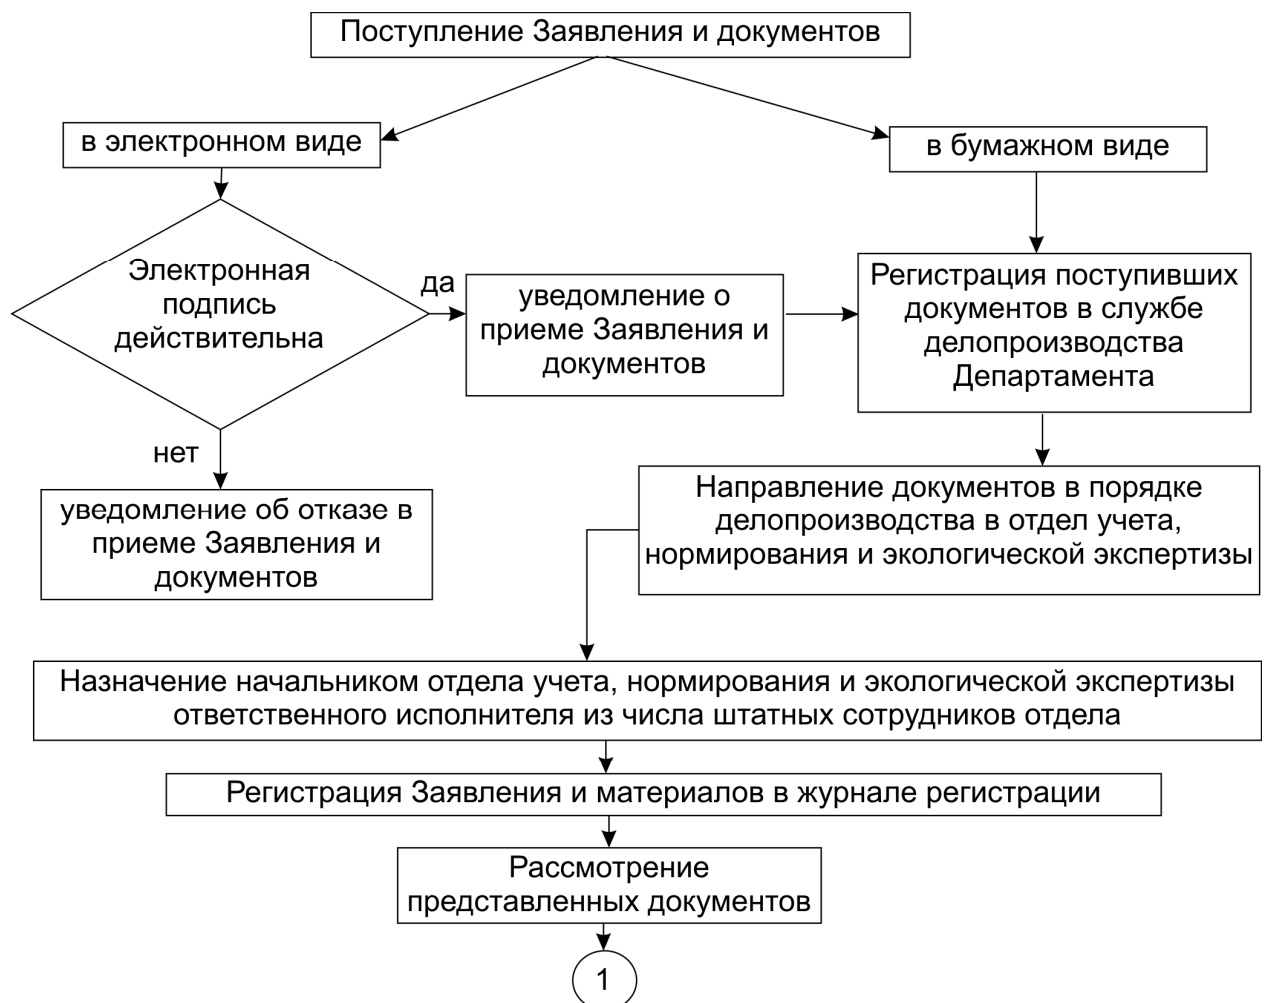 Поступление Заявления и документов
в электронном виде
в бумажном виде
Электронная
подпись
действительна
да
уведомление о
приеме Заявления и
документов
Регистрация поступивших
документов в службе
делопроизводства
Департамента
нет
уведомление об отказе в
приеме Заявления и
документов
Направление документов в порядке
делопроизводства в отдел учета,
нормирования и экологической экспертизы
Назначение начальником отдела учета, нормирования и экологической экспертизы
ответственного исполнителя из числа штатных сотрудников отдела
Регистрация Заявления и материалов в журнале регистрации
Рассмотрение
представленных документов
1